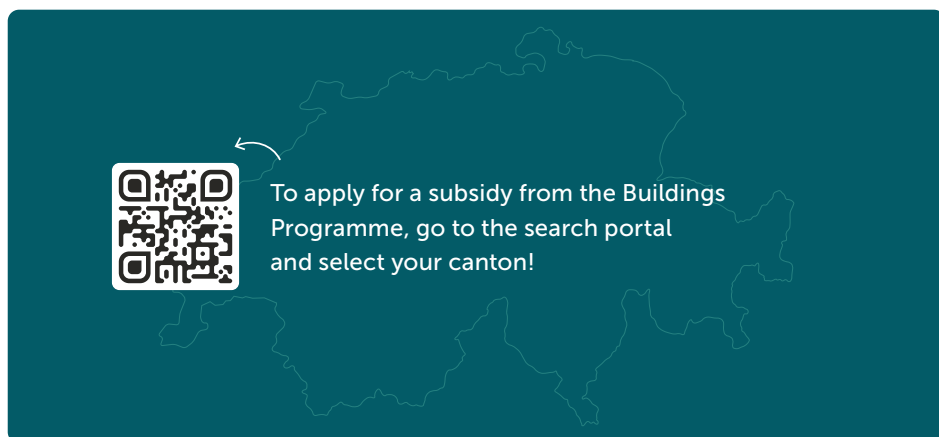 To apply for a subsidy from the Buildings
Programme, go to the search portal
and select your canton!